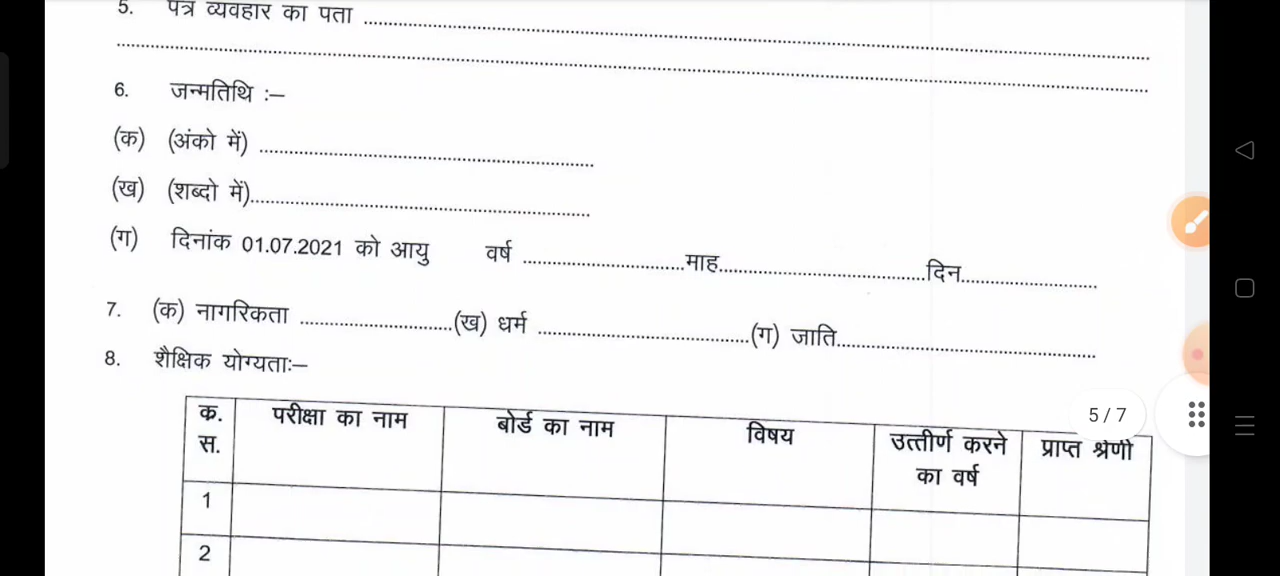 5. पत्र व्यवहार का पता ........................................
........................................
6. जन्मतिथि :–
(क) (अंको में) ........................................
(ख) (शब्दो में)........................................
(ग) दिनांक 01.07.2021 को आयु वर्ष ....................माह....................दिन....................
7. (क) नागरिकता ....................(ख) धर्म ....................(ग) जाति....................
8. शैक्षिक योग्यताः–
क्र. स. परीक्षा का नाम बोर्ड का नाम विषय उत्तीर्ण करने का वर्ष प्राप्त श्रेणी
1
2
5/7